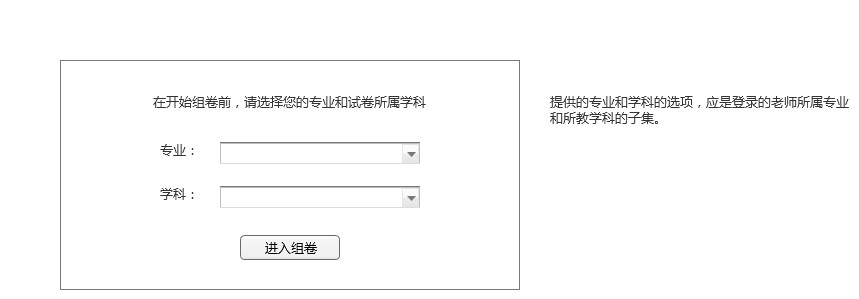 在开始组卷前，请选择您的专业和试卷所属学科
专业：
学科：
进入组卷
提供的专业和学科的选项，应是登录的老师所属专业
和所教学科的子集。